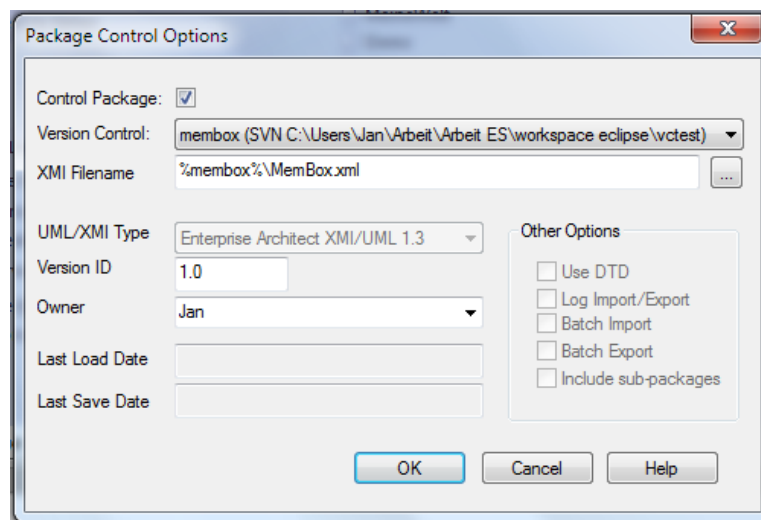 Package Control Options
Control Package:
Version Control: membox (SVN C:\Users\Jan\Arbeit\Arbeit ES\workspace eclipse\vctest)
XMI Filename %membox%\MemBox.xml ...
UML/XMI Type Enterprise Architect XMI/UML 1.3
Version ID 1.0
Owner Jan
Last Load Date
Last Save Date
Other Options
Use DTD
Log Import/Export
Batch Import
Batch Export
Include sub-packages
OK Cancel Help